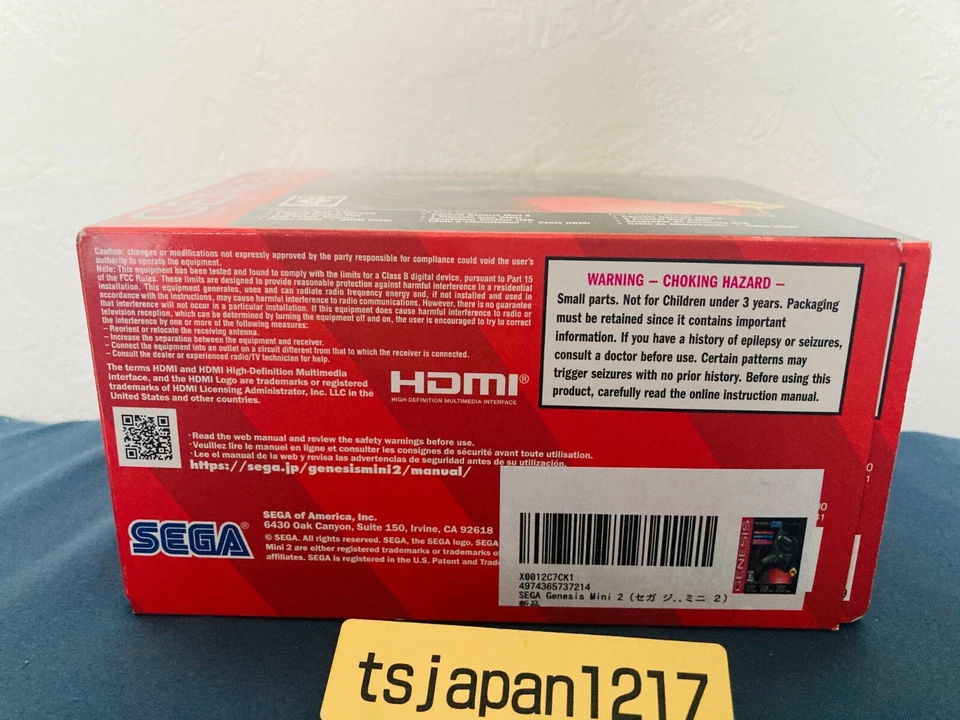 Caution: changes or modifications not expressly approved by the party responsible for compliance could void the user's
authority to operate the equipment.
Note: This equipment has been tested and found to comply with the limits for a Class B digital device, pursuant to Part 15
of the FCC Rules. These limits are designed to provide reasonable protection against harmful interference in a residential
installation. This equipment generates, uses and can radiate radio frequency energy and, if not installed and used in
accordance with the instructions, may cause harmful interference to radio communications. However, there is no guarantee
that interference will not occur in a particular installation. If this equipment does cause harmful interference to radio or
television reception, which can be determined by turning the equipment off and on, the user is encouraged to try to correct
the interference by one or more of the following measures:
– Reorient or relocate the receiving antenna.
– Increase the separation between the equipment and receiver.
– Connect the equipment into an outlet on a circuit different from that to which the receiver is connected.
– Consult the dealer or experienced radio/TV technician for help.
The terms HDMI and HDMI High-Definition Multimedia
Interface, and the HDMI Logo are trademarks or registered
trademarks of HDMI Licensing Administrator, Inc. LLC in the
United States and other countries.
HDMI®
HIGH-DEFINITION MULTIMEDIA INTERFACE
WARNING – CHOKING HAZARD –
Small parts. Not for Children under 3 years. Packaging
must be retained since it contains important
information. If you have a history of epilepsy or seizures,
consult a doctor before use. Certain patterns may
trigger seizures with no prior history. Before using this
product, carefully read the online instruction manual.
·Read the web manual and review the safety warnings before use.
·Veuillez lire le manuel en ligne et consulter les consignes de sécurité avant toute utilisation.
·Lee el manual de la web y revisa las advertencias de seguridad antes de su utilización.
https://sega.jp/genesismini2/manual/
SEGA®
SEGA of America, Inc.
6430 Oak Canyon, Suite 150, Irvine, CA 92618
© SEGA. All rights reserved. SEGA, the SEGA logo, SEGA
Mini 2 are either registered trademarks or trademarks of
affiliates. SEGA is registered in the U.S. Patent and Trade
X0012C7CK1
4974365737214
SEGA Genesis Mini 2 (セガ ジ..ミニ 2)
新品
GENESIS
tsjapan1217